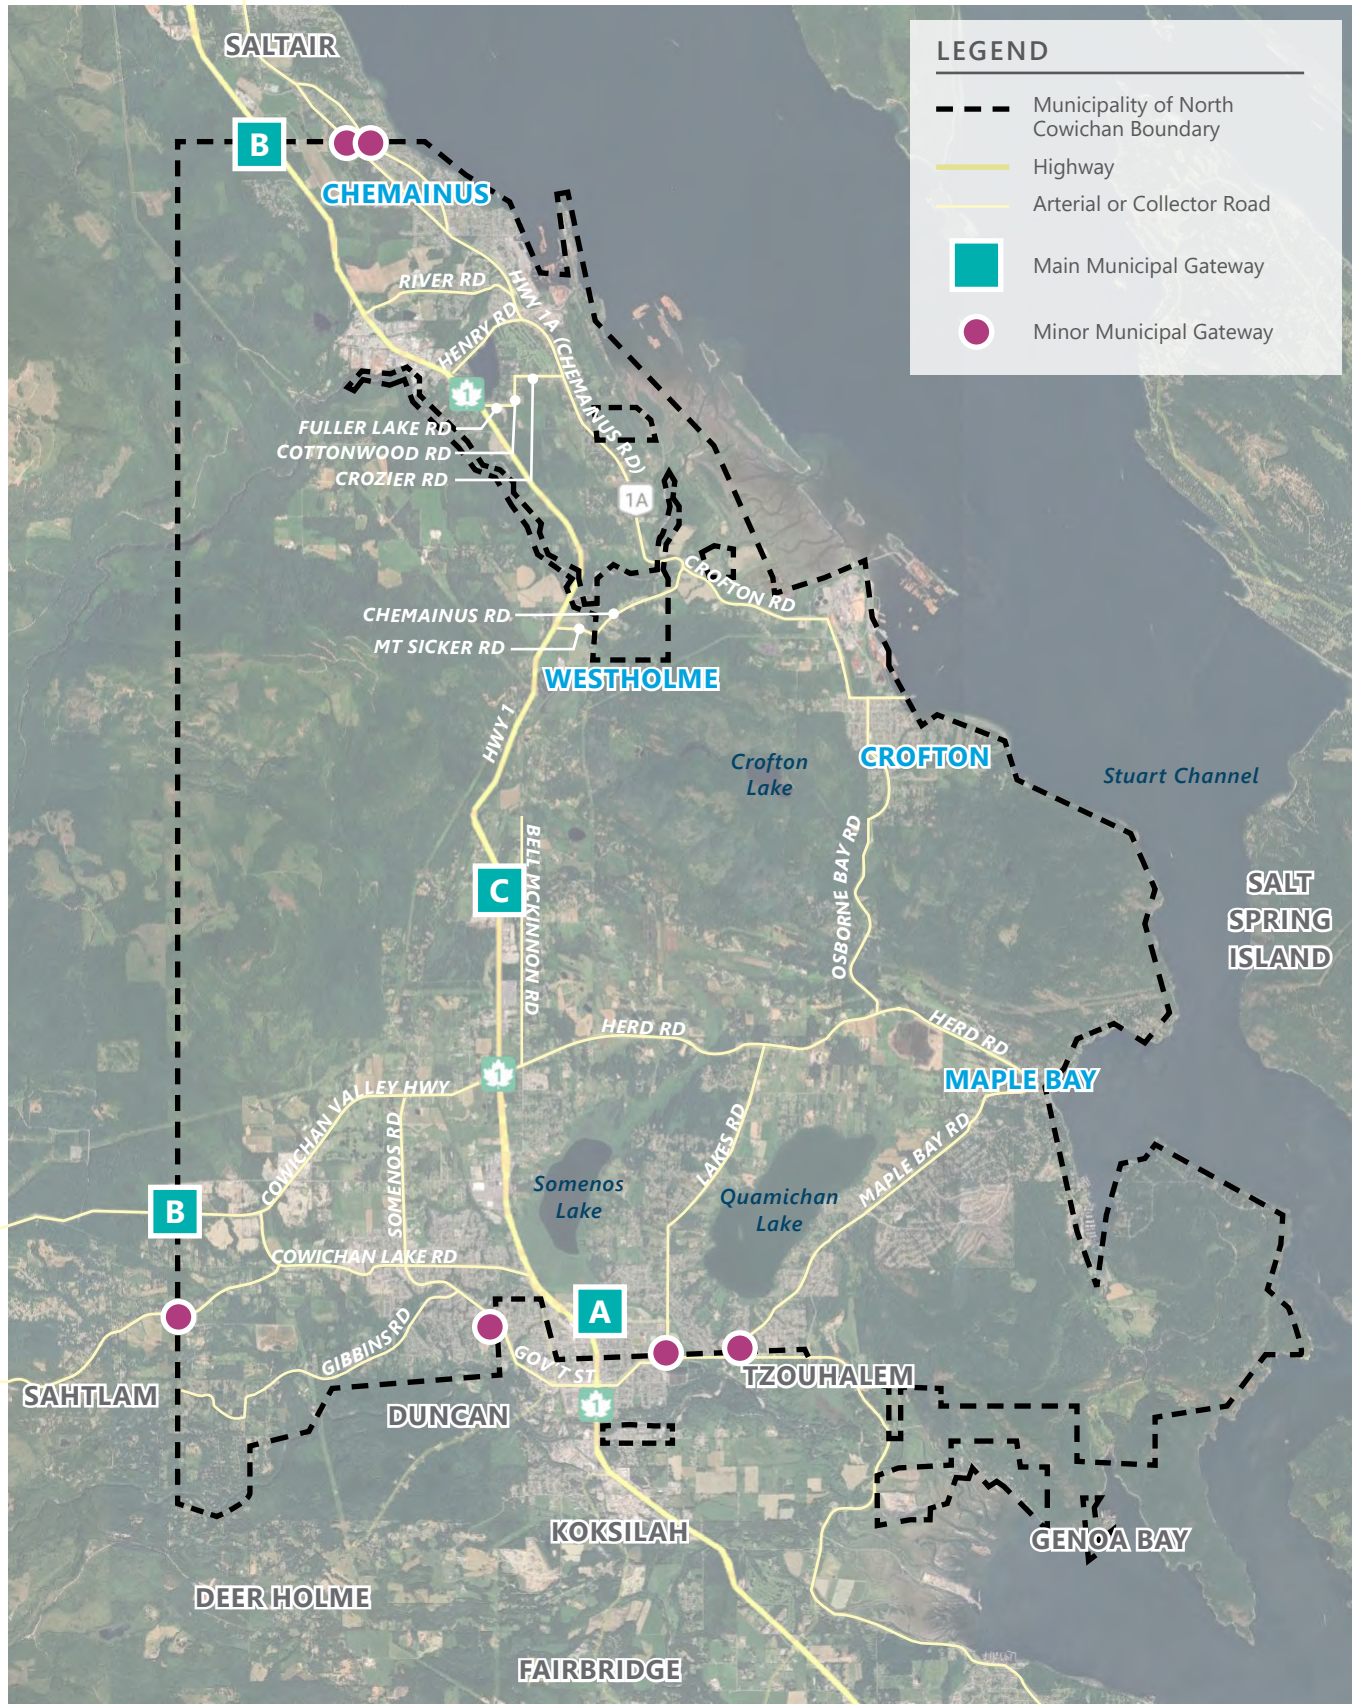 SALTAIR
LEGEND
Municipality of North
Cowichan Boundary
Highway
Arterial or Collector Road
Main Municipal Gateway
Minor Municipal Gateway
B
CHEMAINUS
RIVER RD
HWY 1A (CHEMAINUS RD)
HENRY RD
1
FULLER LAKE RD
COTTONWOOD RD
CROZIER RD
1A
CROFTON RD
CHEMAINUS RD
MT SICKER RD
WESTHOLME
HWY 1
CROFTON
Crofton
Lake
Stuart Channel
BELL MCKINNON RD
OSBORNE BAY RD
C
SALT
SPRING
ISLAND
HERD RD
HERD RD
1
MAPLE BAY
COWICHAN VALLEY HWY
SOMENOS RD
LAKES RD
MAPLE BAY RD
Somenos
Lake
Quamichan
Lake
B
COWICHAN LAKE RD
A
GIBBINS RD
GOV'T ST
TZOUHALEM
SAHTLAM
DUNCAN
1
KOKSILAH
GENOA BAY
DEER HOLME
FAIRBRIDGE